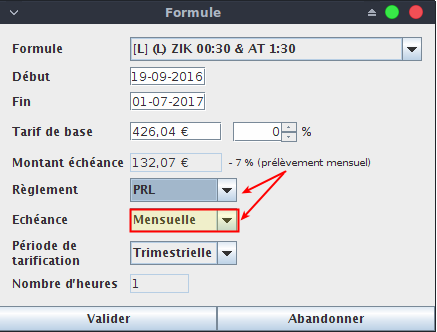 Formule
Formule [L] (L) ZIK 00:30 & AT 1:30
Début 19-09-2016
Fin 01-07-2017
Tarif de base 426,04 € 0 %
Montant échéance 132,07 € - 7 % (prélèvement mensuel)
Règlement PRL
Echéance Mensuelle
Période de
tarification Trimestrielle
Nombre d'heures 1
Valider Abandonner